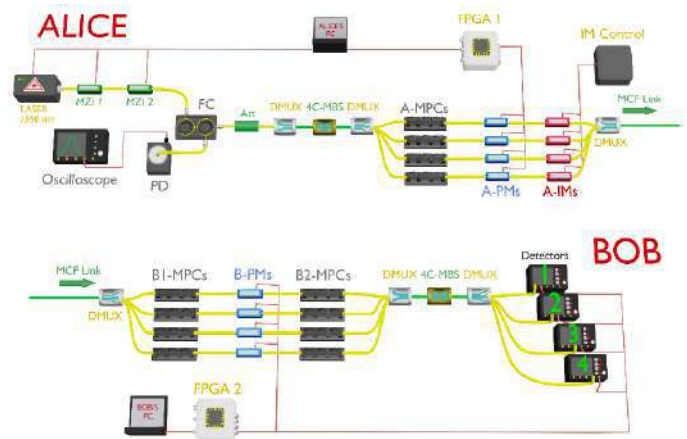 ALICE
ALICE'S
PC
FPGA 1
IM Control
LASER
1550 nm
MZI 1
MZI 2
FC
Att
DMUX 4C-MBS DMUX
A-MPCs
MCF Link
DMUX
A
Oscilloscope
PD
A-PMs
A-IMs
BOB
MCF Link
B1-MPCs
B-PMs
B2-MPCs
DMUX 4C-MBS DMUX
Detectors
1
2
3
4
DMUX
BOB'S
PC
FPGA 2